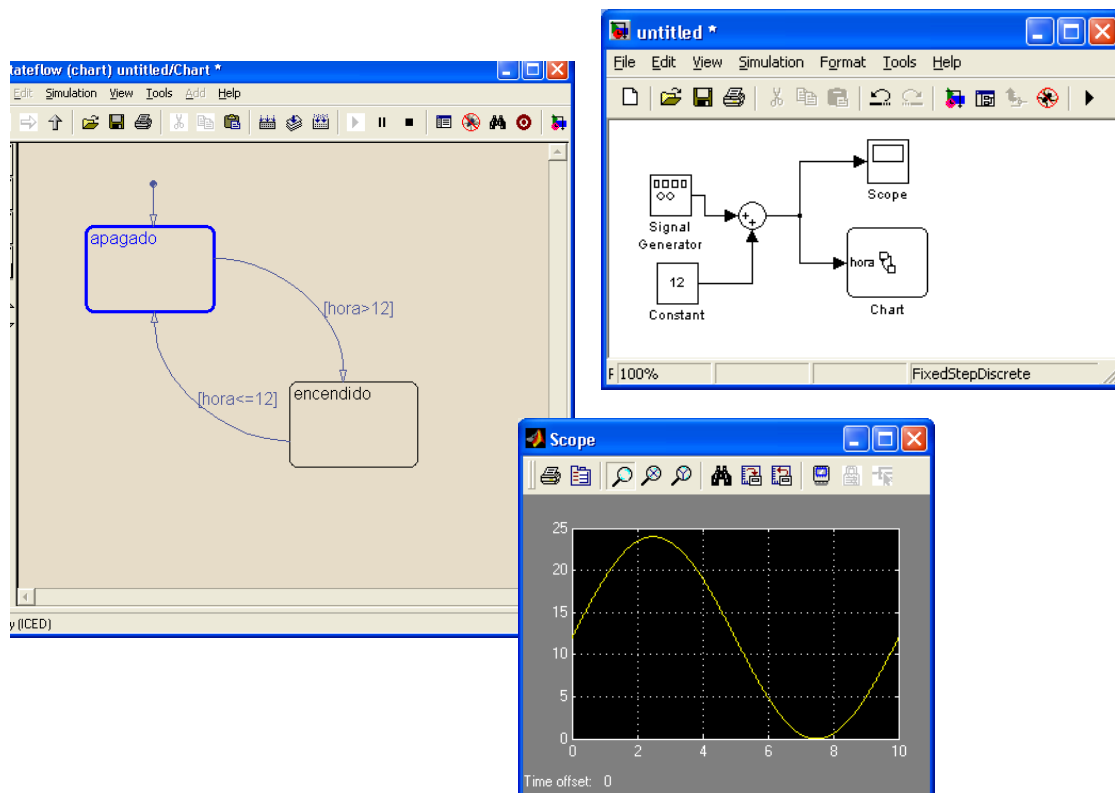 tateflow (chart) untitled/Chart *
Edit Simulation View Tools Add Help
apagado
[hora>12]
[hora<=12]
encendido
y (ICED)
untitled *
File Edit View Simulation Format Tools Help
Signal
Generator
12
Constant
Scope
hora
Chart
F 100% FixedStepDiscrete
Scope
25
20
15
10
5
0
0 2 4 6 8 10
Time offset: 0